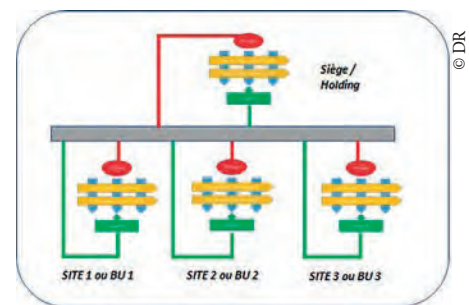 © DR
Siège /
Holding
SITE 1 ou BU 1
SITE 2 ou BU 2
SITE 3 ou BU 3